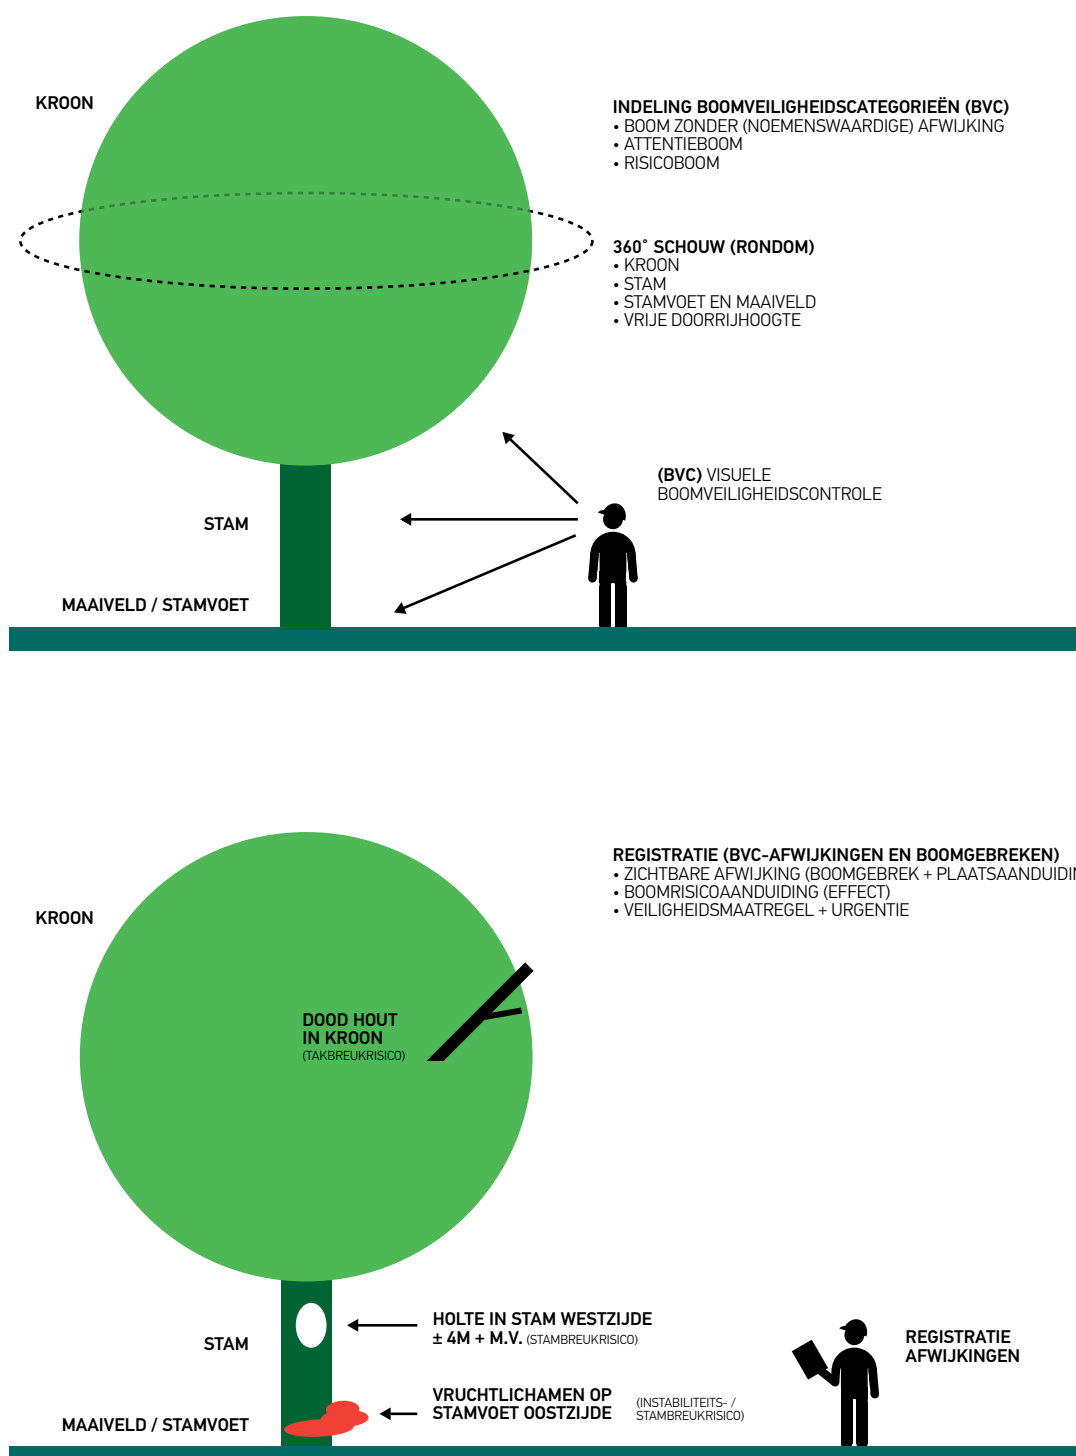 KROON
INDELING BOOMVEILIGHEIDSCATEGORIEËN (BVC)
• BOOM ZONDER (NOEMENSWAARDIGE) AFWIJKING
• ATTENTIEBOOM
• RISICOBOOM
360° SCHOUW (RONDOM)
• KROON
• STAM
• STAMVOET EN MAAIVELD
• VRIJE DOORRIJHOOGTE
(BVC) VISUELE
BOOMVEILIGHEIDSCONTROLE
STAM
MAAIVELD / STAMVOET
REGISTRATIE (BVC-AFWIJKINGEN EN BOOMGEBREKEN)
• ZICHTBARE AFWIJKING (BOOMGEBREK + PLAATSAANDUIDIN
• BOOMRISICOAANDUIDING (EFFECT)
• VEILIGHEIDSMAATREGEL + URGENTIE
KROON
DOOD HOUT
IN KROON
(TAKBREUKRISICO)
HOLTE IN STAM WESTZIJDE
± 4M + M.V. (STAMBREUKRISICO)
STAM
REGISTRATIE
AFWIJKINGEN
VRUCHTLICHAMEN OP
STAMVOET OOSTZIJDE
(INSTABILITEITS- /
STAMBREUKRISICO)
MAAIVELD / STAMVOET